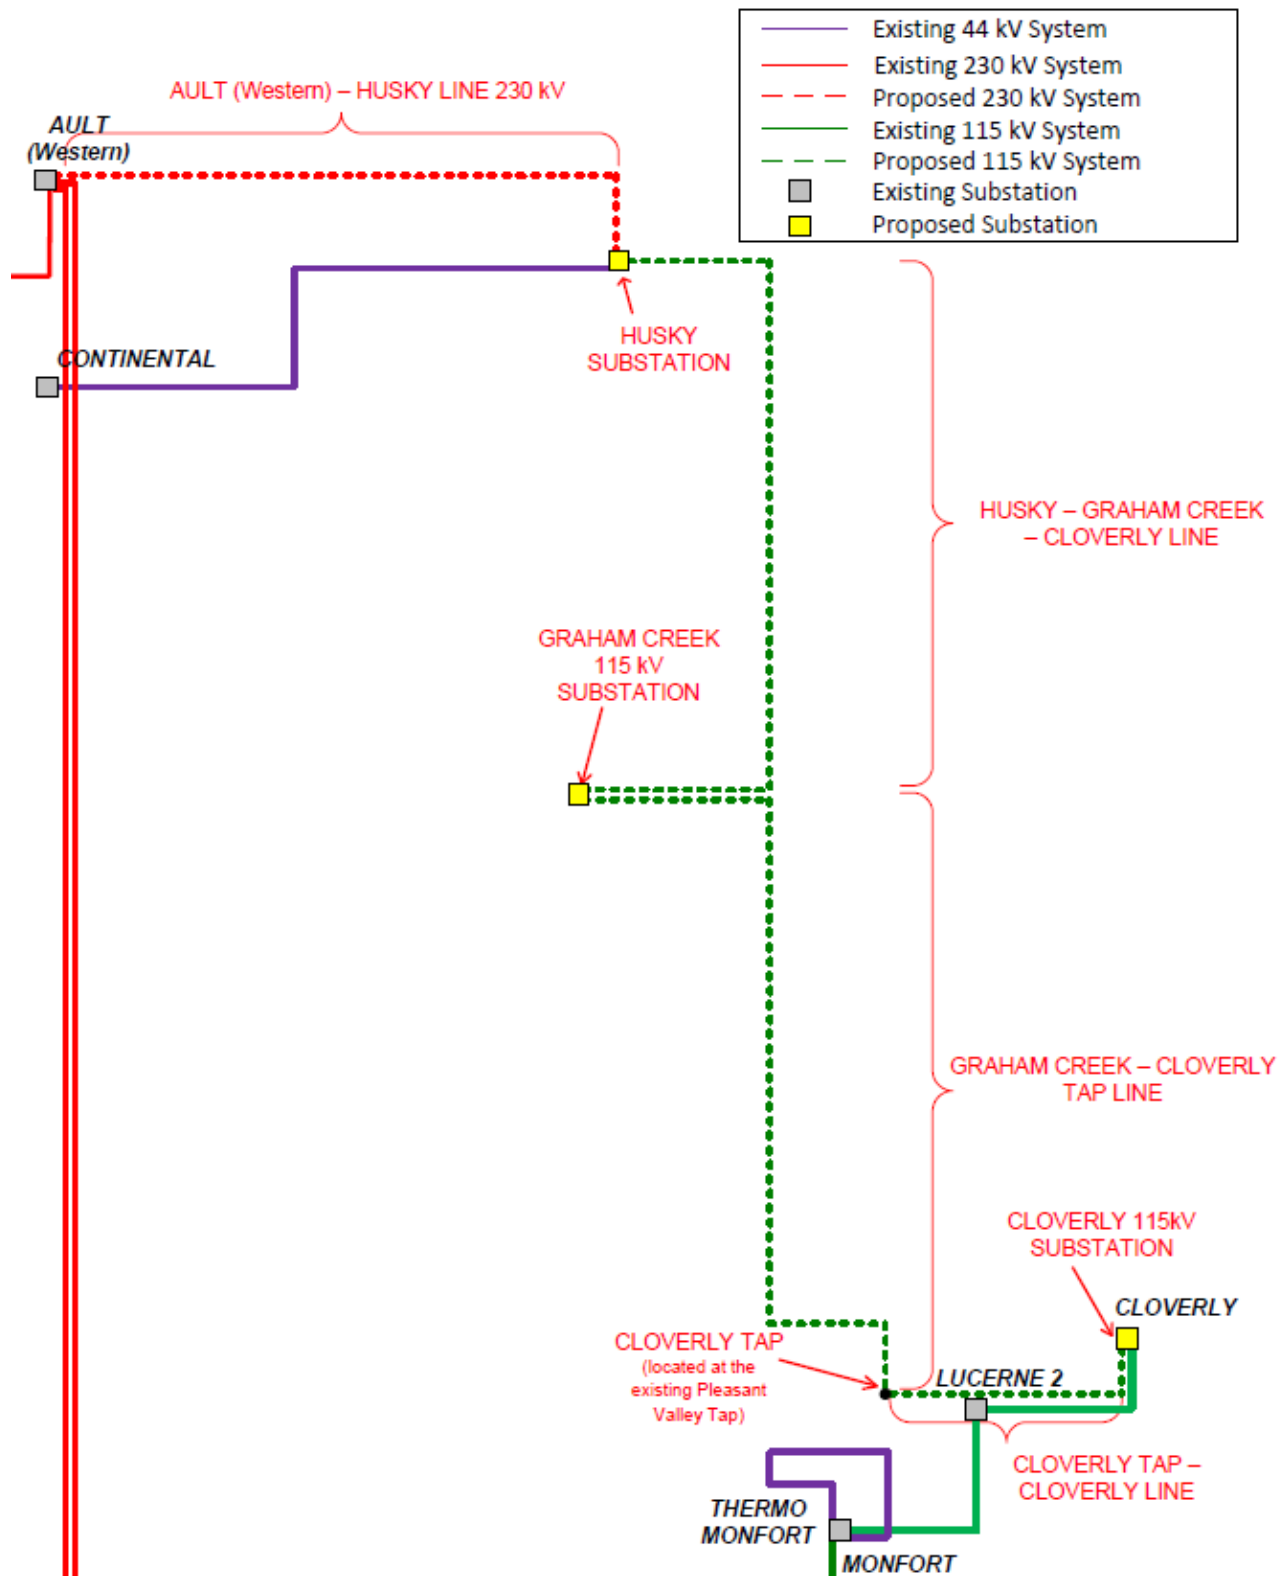 Existing 44 kV System
Existing 230 kV System
Proposed 230 kV System
Existing 115 kV System
Proposed 115 kV System
Existing Substation
Proposed Substation
AULT (Western) – HUSKY LINE 230 kV
AULT
(Western)
CONTINENTAL
HUSKY
SUBSTATION
HUSKY – GRAHAM CREEK
– CLOVERLY LINE
GRAHAM CREEK
115 kV
SUBSTATION
GRAHAM CREEK – CLOVERLY
TAP LINE
CLOVERLY 115kV
SUBSTATION
CLOVERLY
CLOVERLY TAP
(located at the
existing Pleasant
Valley Tap)
LUCERNE 2
CLOVERLY TAP –
CLOVERLY LINE
THERMO
MONFORT
MONFORT